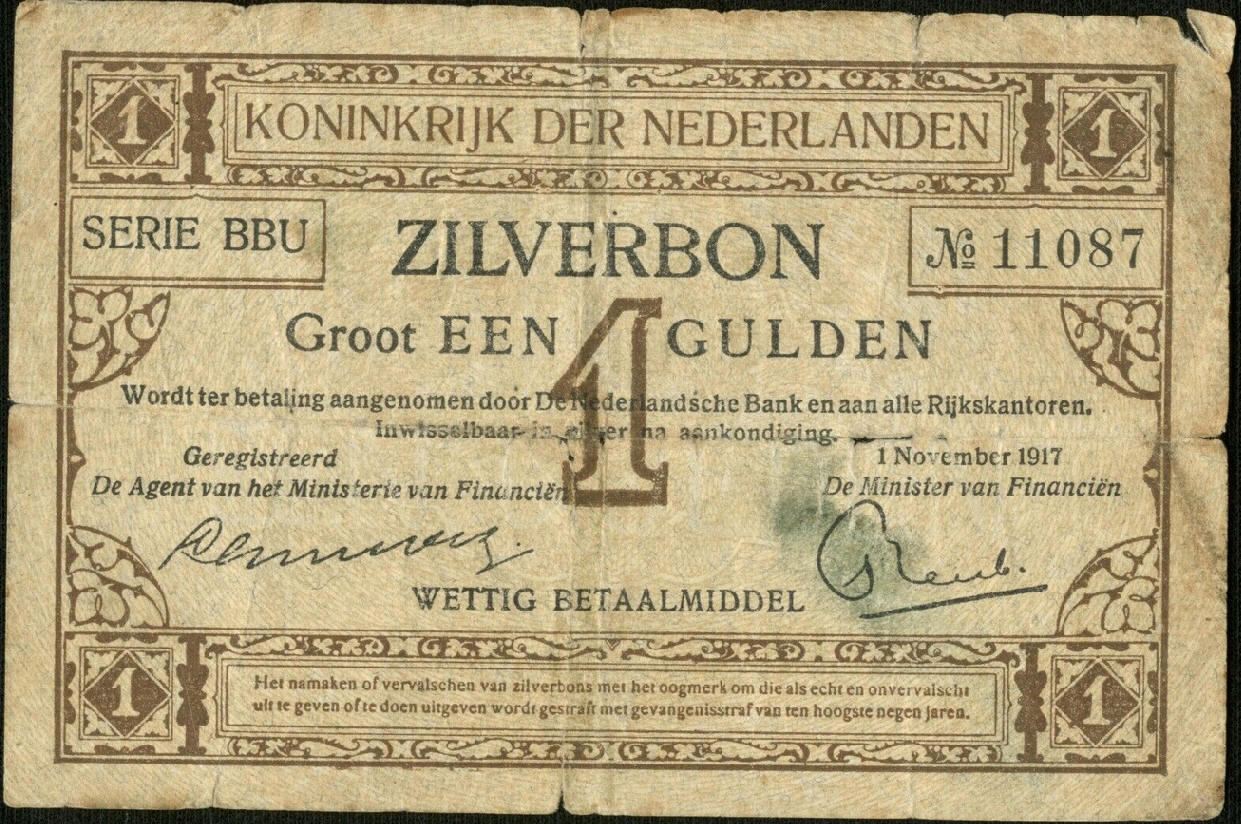 1 KONINKRIJK DER NEDERLANDEN 1
SERIE BBU ZILVERBON № 11087
Groot EEN 1 GULDEN
Wordt ter betaling aangenomen door De Nederlandsche Bank en aan alle Rijkskantoren.
Inwisselbaar in zilver na aankondiging.
Geregistreerd 1 November 1917
De Agent van het Ministerie van Financiën De Minister van Financiën
WETTIG BETAALMIDDEL
1 Het namaken of vervalschen van zilverbons met het oogmerk om die als echt en onvervalscht 1
uit te geven of te doen uitgeven wordt gestraft met gevangenisstraf van ten hoogste negen jaren.